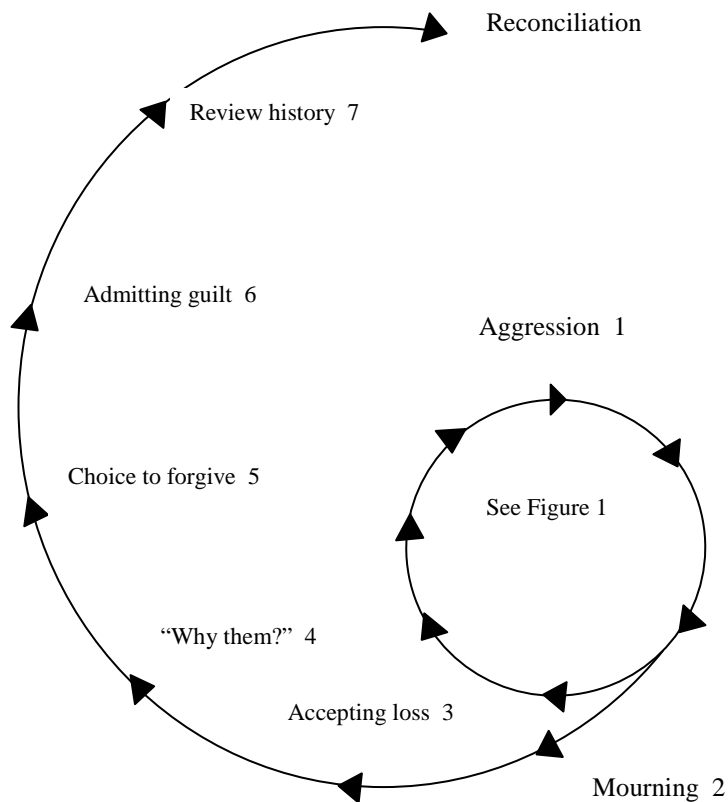 Reconciliation
Review history 7
Admitting guilt 6
Aggression 1
Choice to forgive 5
See Figure 1
“Why them?” 4
Accepting loss 3
Mourning 2